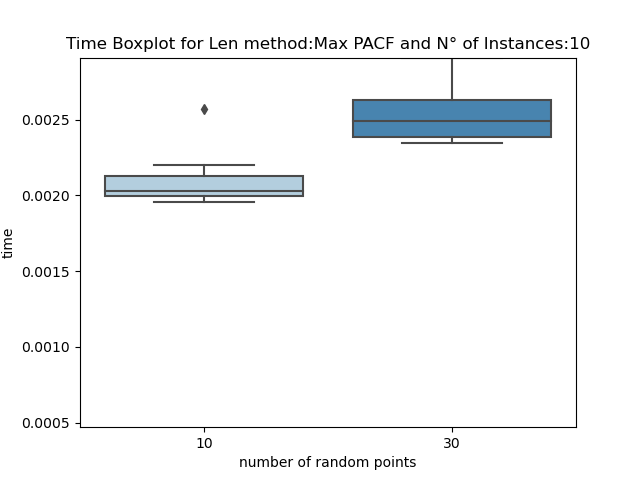 Time Boxplot for Len method:Max PACF and N° of Instances:10
0.0025
0.0020
0.0015
0.0010
0.0005
time
10
30
number of random points